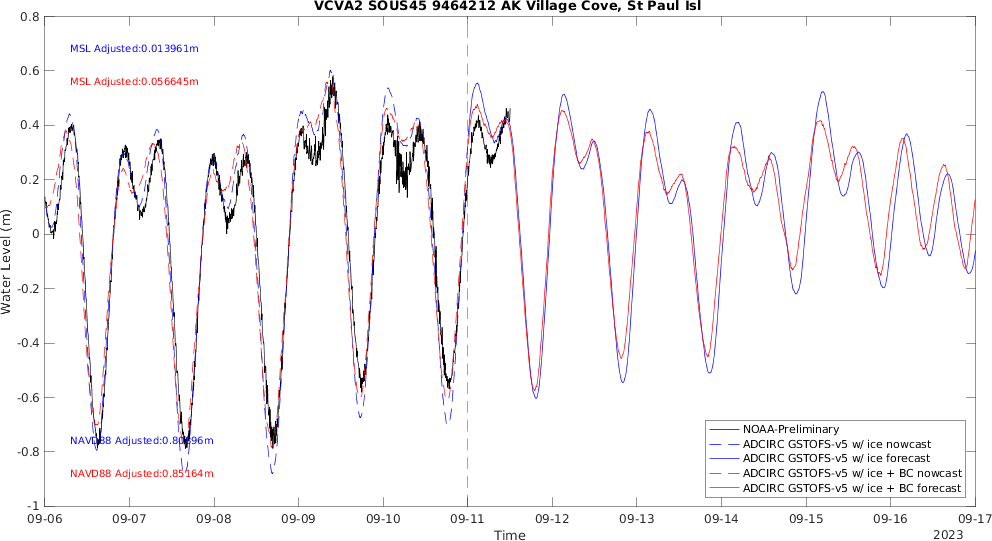 VCVA2 SOUS45 9464212 AK Village Cove, St Paul Isl
0.8
0.6
0.4
0.2
0
-0.2
-0.4
-0.6
-0.8
-1
Water Level (m)
MSL Adjusted:0.013961m
MSL Adjusted:0.056645m
NAVD88 Adjusted:0.80896m
NAVD88 Adjusted:0.85164m
NOAA-Preliminary
ADCIRC GSTOFS-v5 w/ ice nowcast
ADCIRC GSTOFS-v5 w/ ice forecast
ADCIRC GSTOFS-v5 w/ ice + BC nowcast
ADCIRC GSTOFS-v5 w/ ice + BC forecast
09-06 09-07 09-08 09-09 09-10 09-11 09-12 09-13 09-14 09-15 09-16 09-17
Time
2023